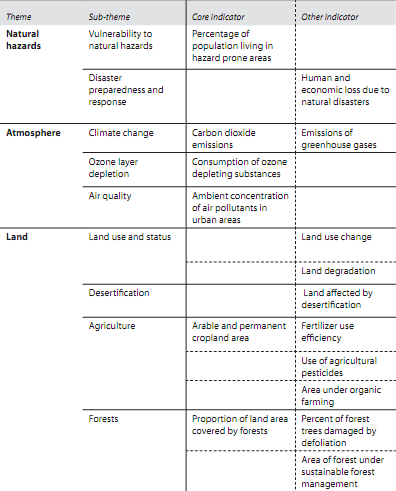 Theme Sub-theme Core indicator Other Indicator
Natural Vulnerability to Percentage of
hazards natural hazards population living in
hazard prone areas
Disaster Human and
preparedness and economic loss due to
response natural disasters
Atmosphere Climate change Carbon dioxide Emissions of
emissions greenhouse gases
Ozone layer Consumption of ozone
depletion depleting substances
Air quality Ambient concentration
of air pollutants in
urban areas
Land Land use and status Land use change
Land degradation
Desertification Land affected by
desertification
Agriculture Arable and permanent Fertilizer use
cropland area efficiency
Use of agricultural
pesticides
Area under organic
farming
Forests Proportion of land area Percent of forest
covered by forests trees damaged by
defoliation
Area of forest under
sustainable forest
management